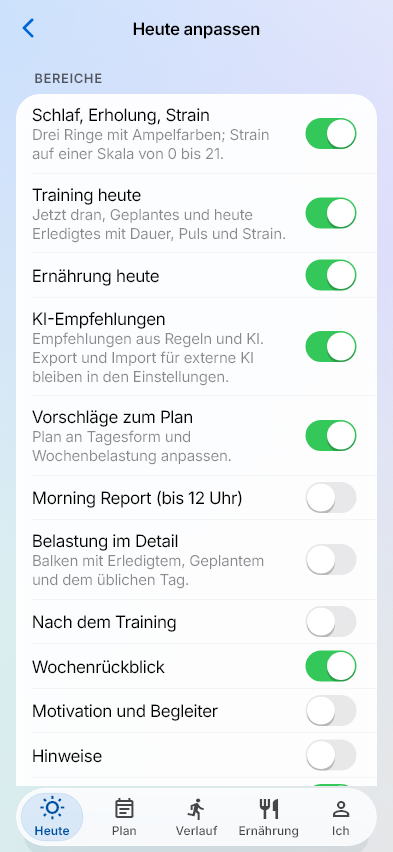 Heute anpassen
BEREICHE
Schlaf, Erholung, Strain
Drei Ringe mit Ampelfarben; Strain
auf einer Skala von 0 bis 21.
Training heute
Jetzt dran, Geplantes und heute
Erledigtes mit Dauer, Puls und Strain.
Ernährung heute
KI-Empfehlungen
Empfehlungen aus Regeln und KI.
Export und Import für externe KI
bleiben in den Einstellungen.
Vorschläge zum Plan
Plan an Tagesform und
Wochenbelastung anpassen.
Morning Report (bis 12 Uhr)
Belastung im Detail
Balken mit Erledigtem, Geplantem
und dem üblichen Tag.
Nach dem Training
Wochenrückblick
Motivation und Begleiter
Hinweise
Heute Plan Verlauf Ernährung Ich